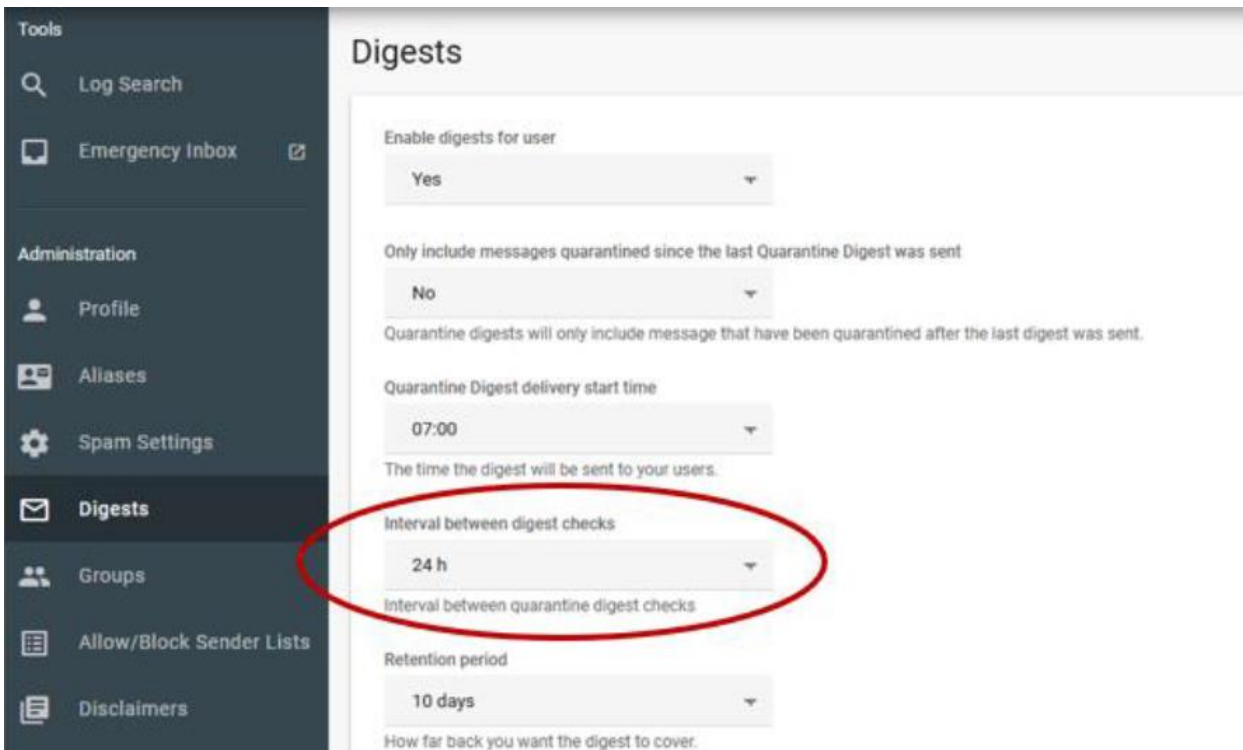 Tools
Log Search
Emergency Inbox
Administration
Profile
Aliases
Spam Settings
Digests
Groups
Allow/Block Sender Lists
Disclaimers
Digests
Enable digests for user
Yes
Only include messages quarantined since the last Quarantine Digest was sent
No
Quarantine digests will only include message that have been quarantined after the last digest was sent.
Quarantine Digest delivery start time
07:00
The time the digest will be sent to your users.
Interval between digest checks
24 h
Interval between quarantine digest checks
Retention period
10 days
How far back you want the digest to cover.